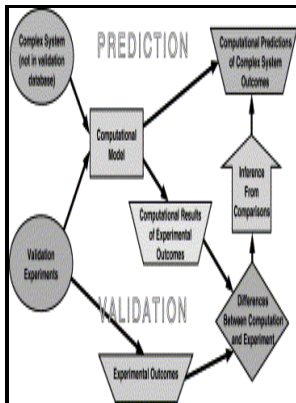 Complex System
(not in validation
database)
PREDICTION
Computational Predictions
of Complex System
Outcomes
Computational
Model
Inference
From
Comparisons
Computational Results
of Experimental
Outcomes
Validation
Experiments
VALIDATION
Differences
Between Computation
and Experiment
Experimental Outcomes